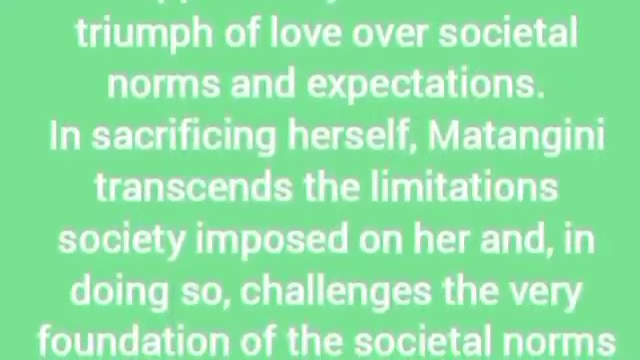 triumph of love over societal
norms and expectations.
In sacrificing herself, Matangini
transcends the limitations
society imposed on her and, in
doing so, challenges the very
foundation of the societal norms